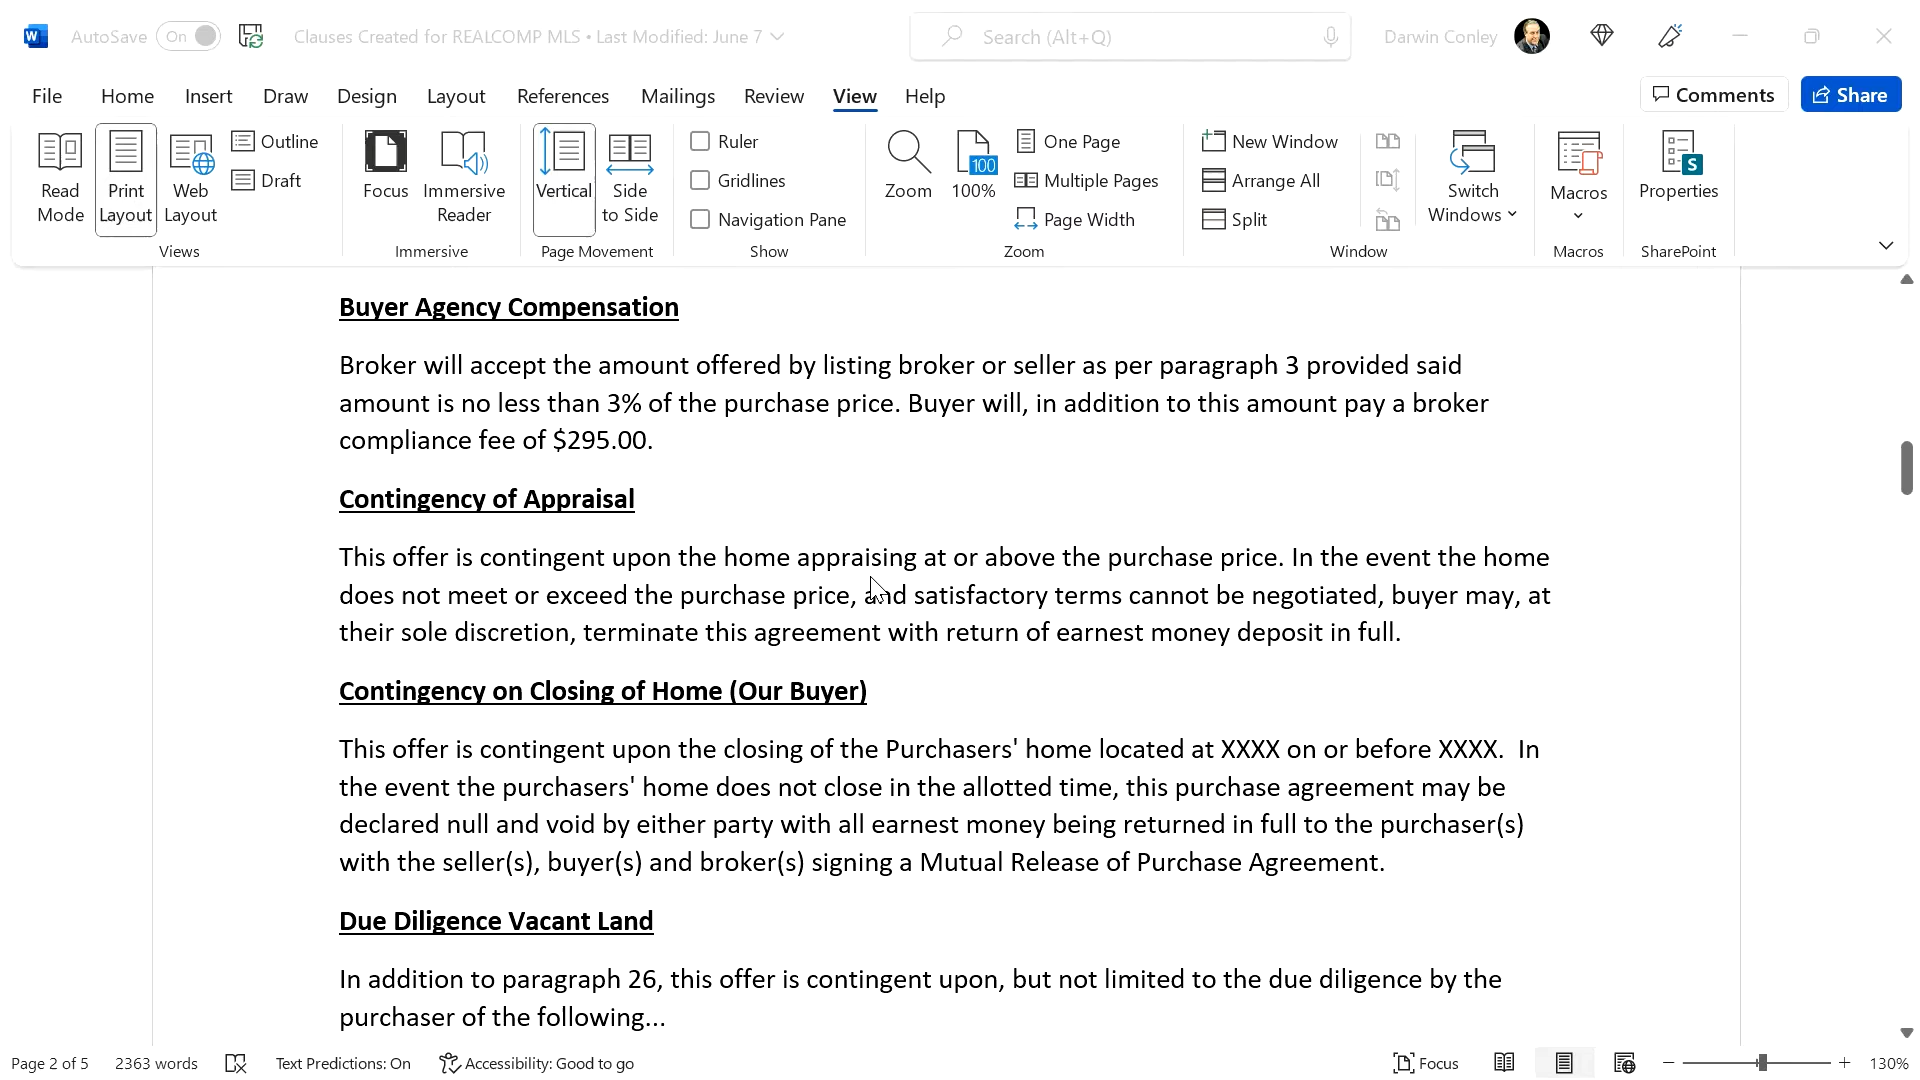 W AutoSave On Clauses Created for REALCOMP MLS • Last Modified: June 7 Search (Alt+Q) Darwin Conley
File Home Insert Draw Design Layout References Mailings Review View Help Comments Share
Read Mode
Print Layout
Web Layout
Outline
Draft
Views
Focus
Immersive Reader
Immersive
Vertical
Side to Side
Page Movement
Ruler
Gridlines
Navigation Pane
Show
Zoom
100
100%
One Page
Multiple Pages
Page Width
Zoom
New Window
Arrange All
Split
Switch Windows
Window
Macros
Macros
S
Properties
SharePoint
Buyer Agency Compensation
Broker will accept the amount offered by listing broker or seller as per paragraph 3 provided said
amount is no less than 3% of the purchase price. Buyer will, in addition to this amount pay a broker
compliance fee of $295.00.
Contingency of Appraisal
This offer is contingent upon the home appraising at or above the purchase price. In the event the home
does not meet or exceed the purchase price, and satisfactory terms cannot be negotiated, buyer may, at
their sole discretion, terminate this agreement with return of earnest money deposit in full.
Contingency on Closing of Home (Our Buyer)
This offer is contingent upon the closing of the Purchasers' home located at XXXX on or before XXXX.  In
the event the purchasers' home does not close in the allotted time, this purchase agreement may be
declared null and void by either party with all earnest money being returned in full to the purchaser(s)
with the seller(s), buyer(s) and broker(s) signing a Mutual Release of Purchase Agreement.
Due Diligence Vacant Land
In addition to paragraph 26, this offer is contingent upon, but not limited to the due diligence by the
purchaser of the following...
Page 2 of 5 2363 words Text Predictions: On Accessibility: Good to go Focus 130%